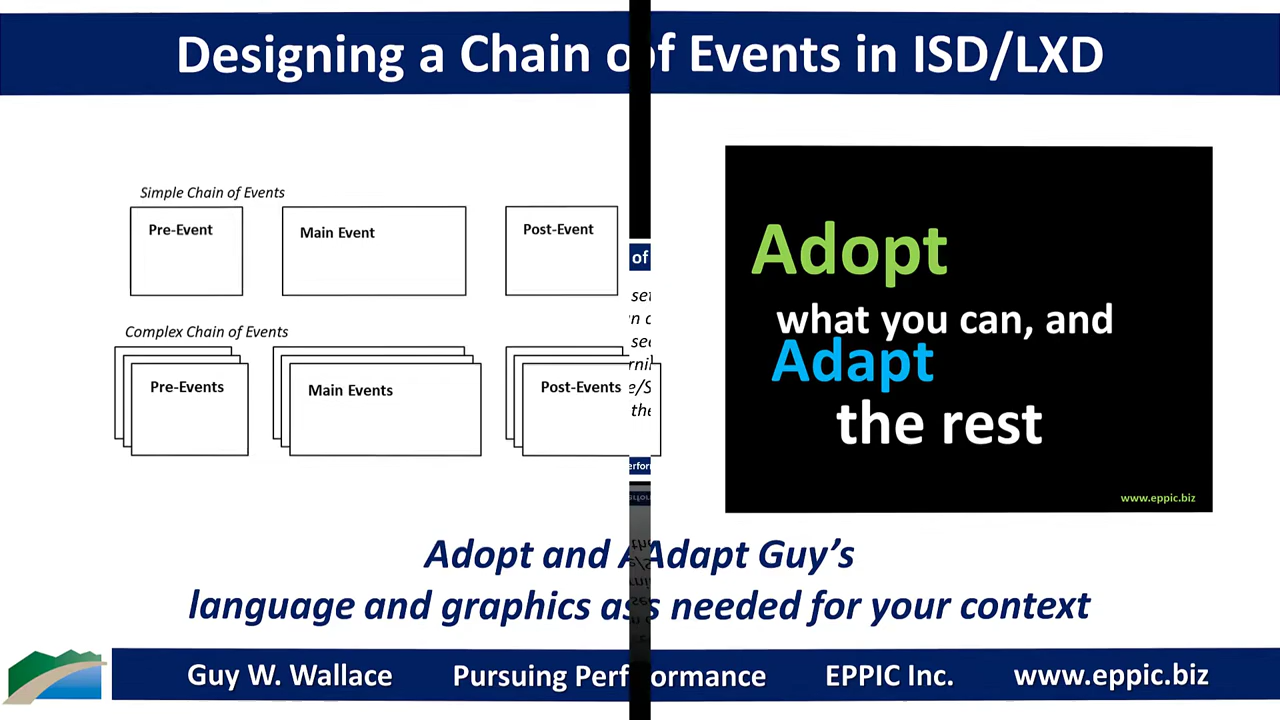 Designing a Chain of Events in ISD/LXD
Simple Chain of Events
Pre-Event
Main Event
Post-Event
Complex Chain of Events
Pre-Events
Main Events
Post-Events
of
Adopt
what you can, and
Adapt
the rest
www.eppic.biz
Adopt and Adapt Guy's
language and graphics as needed for your context
Guy W. Wallace Pursuing Performance EPPIC Inc. www.eppic.biz